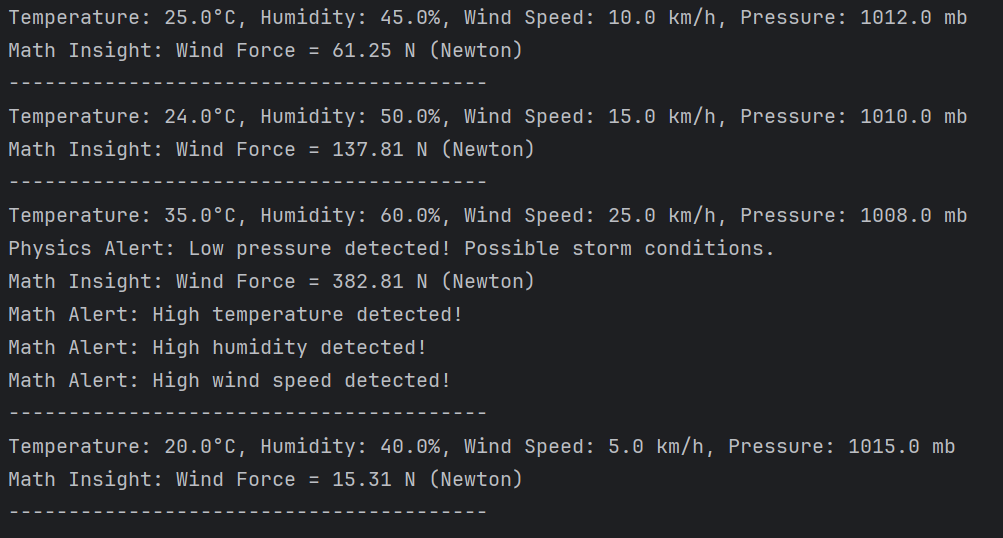 Temperature: 25.0°C, Humidity: 45.0%, Wind Speed: 10.0 km/h, Pressure: 1012.0 mb
Math Insight: Wind Force = 61.25 N (Newton)
----------------------------------------
Temperature: 24.0°C, Humidity: 50.0%, Wind Speed: 15.0 km/h, Pressure: 1010.0 mb
Math Insight: Wind Force = 137.81 N (Newton)
----------------------------------------
Temperature: 35.0°C, Humidity: 60.0%, Wind Speed: 25.0 km/h, Pressure: 1008.0 mb
Physics Alert: Low pressure detected! Possible storm conditions.
Math Insight: Wind Force = 382.81 N (Newton)
Math Alert: High temperature detected!
Math Alert: High humidity detected!
Math Alert: High wind speed detected!
----------------------------------------
Temperature: 20.0°C, Humidity: 40.0%, Wind Speed: 5.0 km/h, Pressure: 1015.0 mb
Math Insight: Wind Force = 15.31 N (Newton)
----------------------------------------